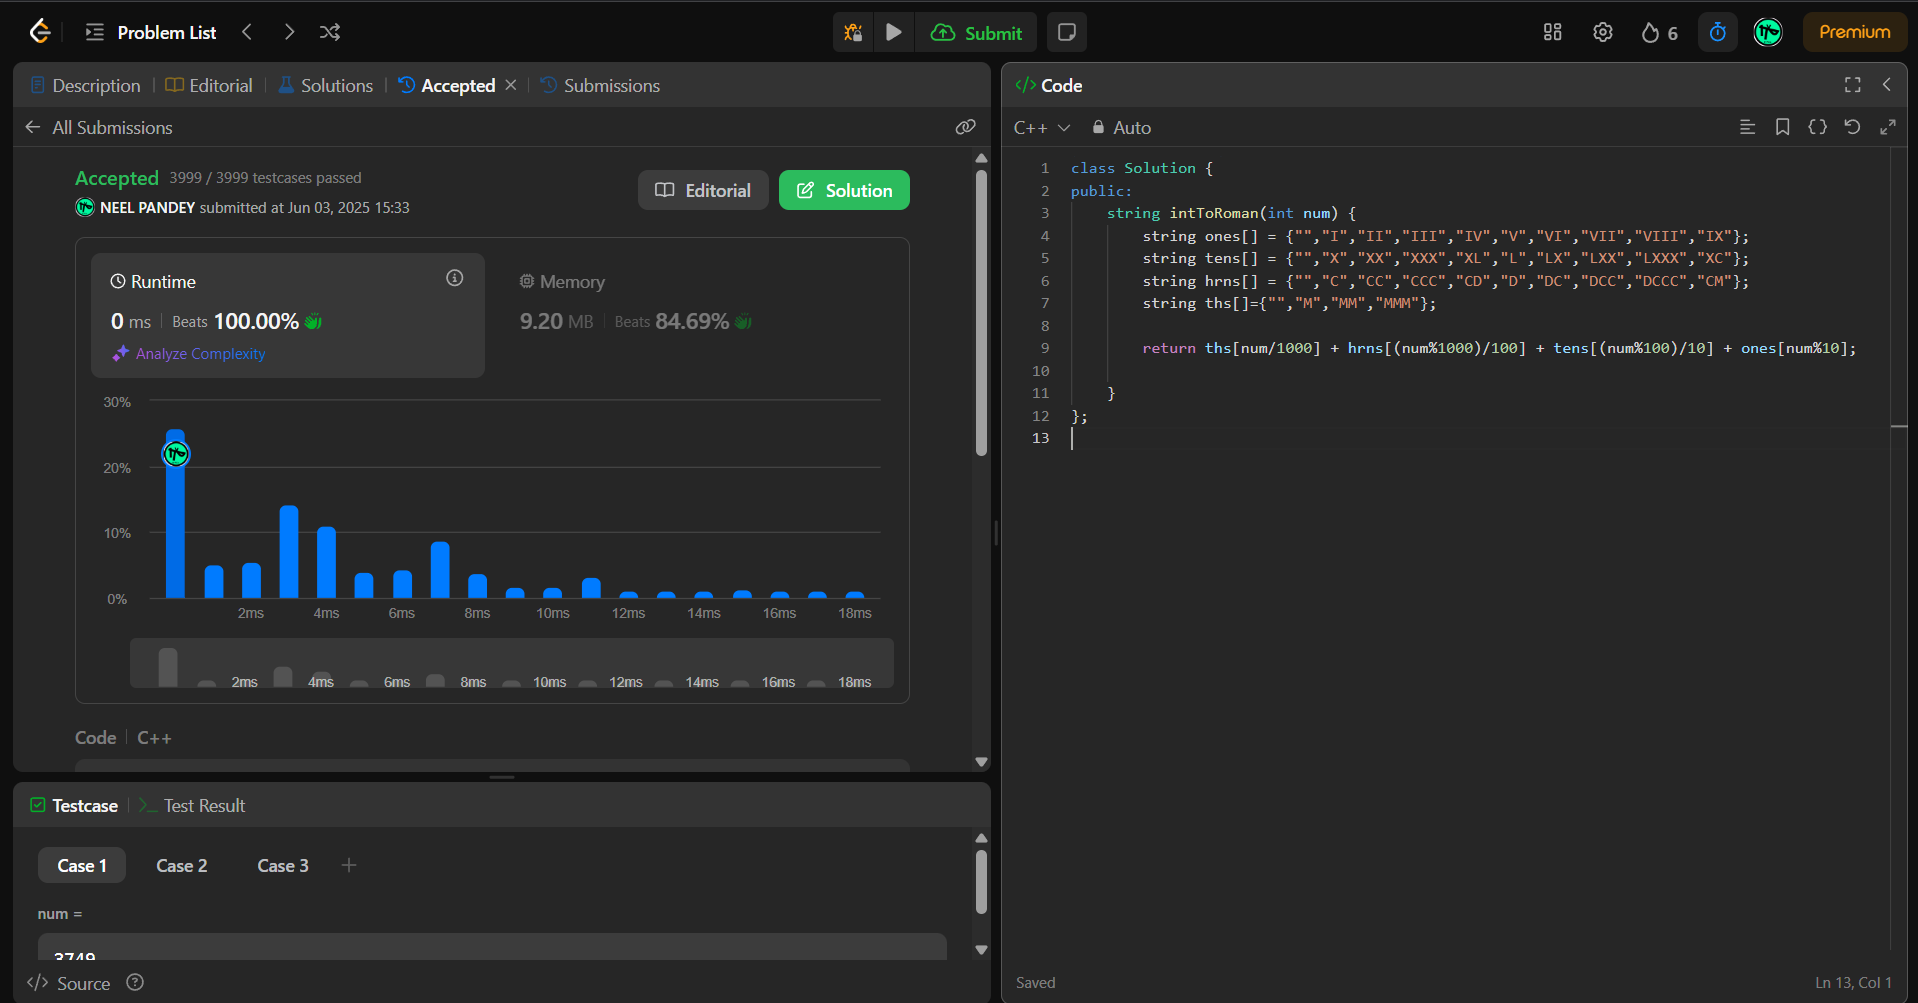 Problem List
Submit
6
Premium
Description
Editorial
Solutions
Accepted
Submissions
All Submissions
Accepted 3999 / 3999 testcases passed
NEEL PANDEY submitted at Jun 03, 2025 15:33
Editorial
Solution
Runtime
0 ms Beats 100.00%
Analyze Complexity
Memory
9.20 MB Beats 84.69%
30%
20%
10%
0%
2ms 4ms 6ms 8ms 10ms 12ms 14ms 16ms 18ms
2ms 4ms 6ms 8ms 10ms 12ms 14ms 16ms 18ms
Code C++
Testcase
Test Result
Case 1
Case 2
Case 3
num =
3749
Source
Code
C++
Auto
1 class Solution {
2 public:
3     string intToRoman(int num) {
4         string ones[] = {"","I","II","III","IV","V","VI","VII","VIII","IX"};
5         string tens[] = {"","X","XX","XXX","XL","L","LX","LXX","LXXX","XC"};
6         string hrns[] = {"","C","CC","CCC","CD","D","DC","DCC","DCCC","CM"};
7         string ths[]={"","M","MM","MMM"};
8
9         return ths[num/1000] + hrns[(num%1000)/100] + tens[(num%100)/10] + ones[num%10];
10
11     }
12 };
13
Saved
Ln 13, Col 1